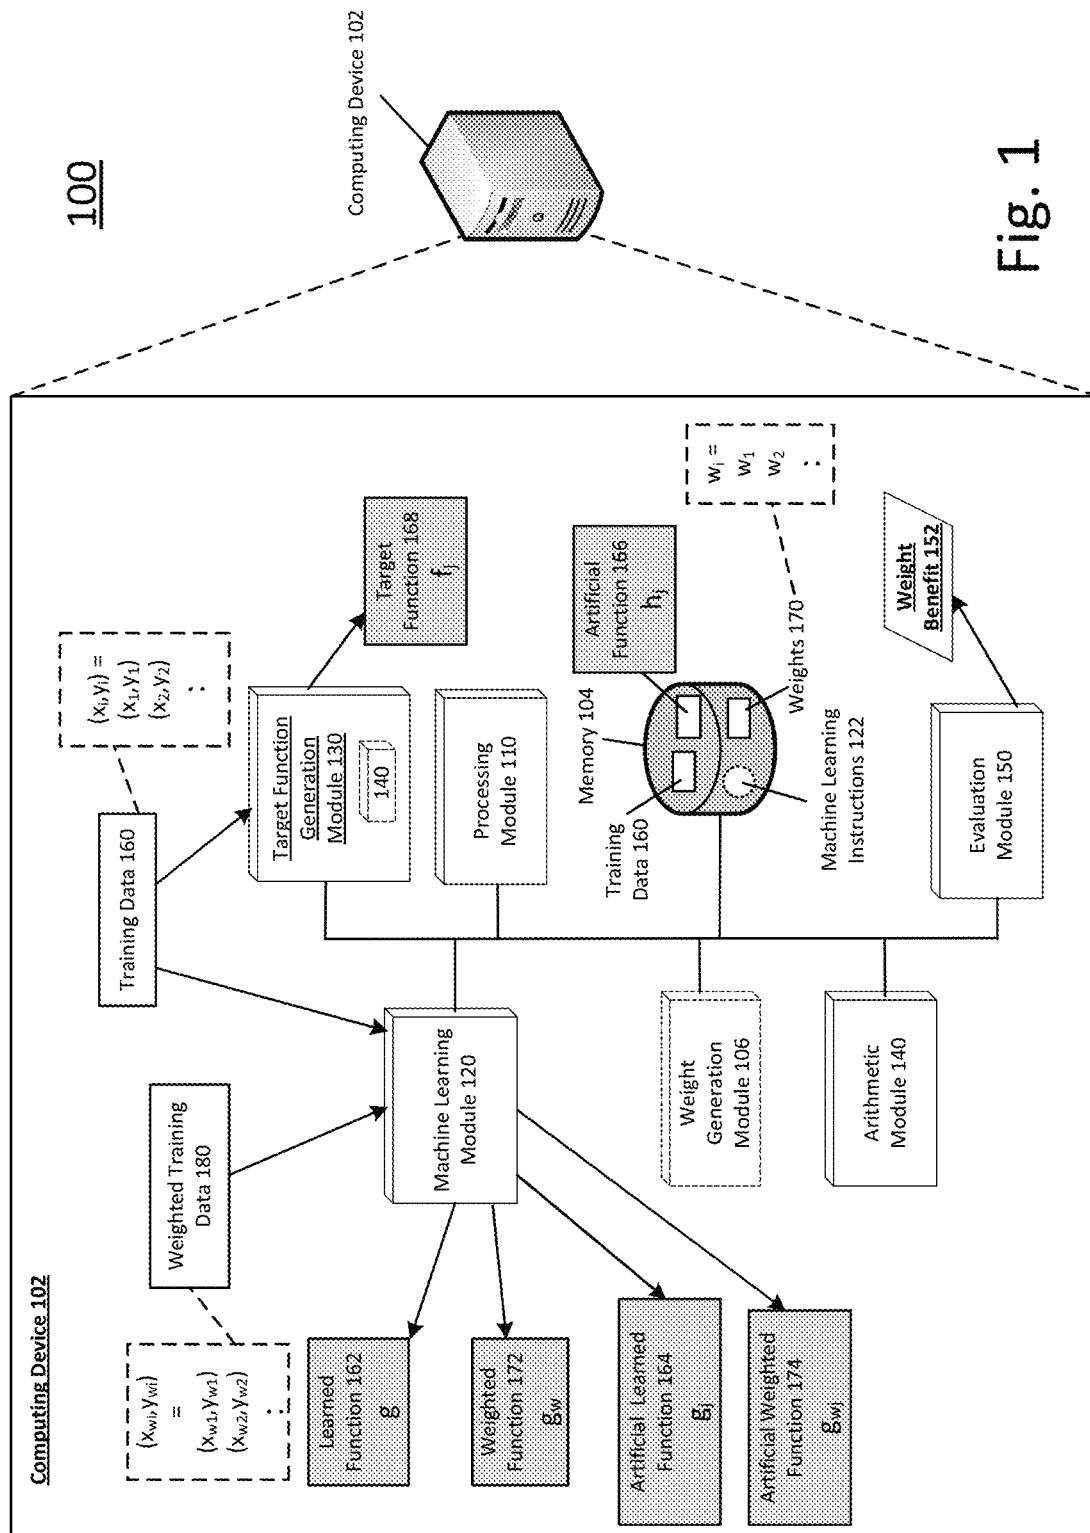 100
Computing Device 102
Computing Device 102
(xwi,ywi)
=
(xw1,yw1)
(xw2,yw2)
:
Weighted Training
Data 180
Training Data 160
(xi,yi) =
(x1,y1)
(x2,y2)
:
Learned
Function 162
g
Weighted
Function 172
gw
Artificial Learned
Function 164
gj
Artificial Weighted
Function 174
gwj
Machine Learning
Module 120
Target Function
Generation
Module 130
140
Target
Function 168
fj
Processing
Module 110
Memory 104
Training
Data 160
Artificial
Function 166
hj
Weights 170
wi =
w1
w2
:
Machine Learning
Instructions 122
Weight
Generation
Module 106
Arithmetic
Module 140
Evaluation
Module 150
Weight
Benefit 152
Fig. 1